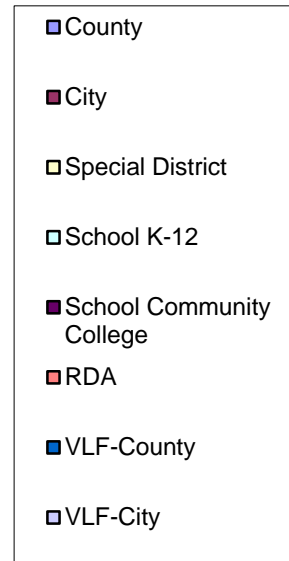 County
City
Special District
School K-12
School Community
College
RDA
VLF-County
VLF-City